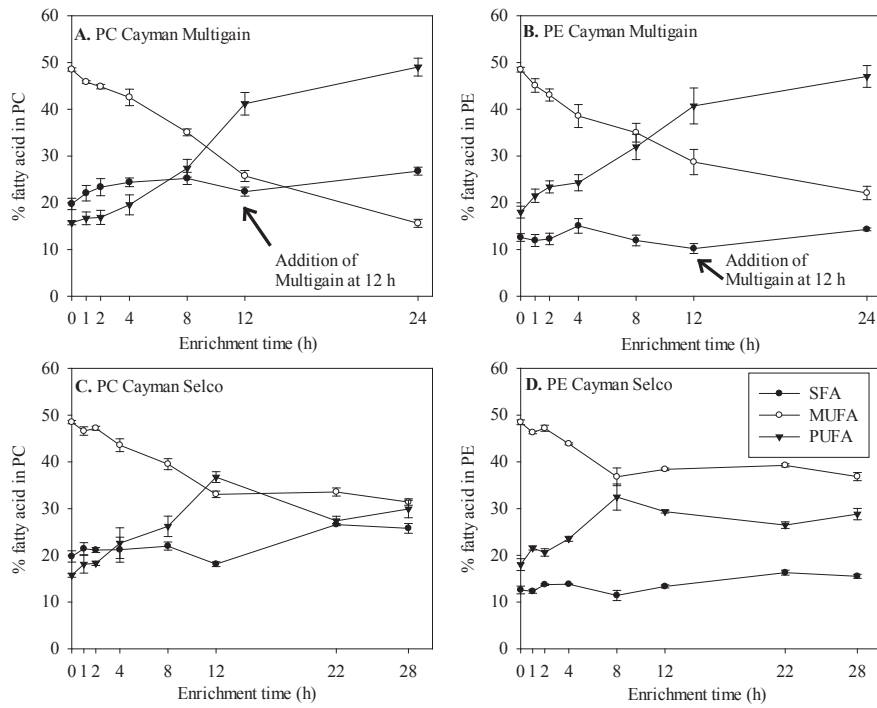 A. PC Cayman Multigain
% fatty acid in PC
60
50
40
30
20
10
0
Addition of
Multigain at 12 h
0 1 2 4 8 12 24
Enrichment time (h)
B. PE Cayman Multigain
% fatty acid in PE
60
50
40
30
20
10
0
Addition of
Multigain at 12 h
0 1 2 4 8 12 24
Enrichment time (h)
C. PC Cayman Selco
% fatty acid in PC
60
50
40
30
20
10
0
0 1 2 4 8 12 22 28
Enrichment time (h)
D. PE Cayman Selco
% fatty acid in PE
60
50
40
30
20
10
0
SFA
MUFA
PUFA
0 1 2 4 8 12 22 28
Enrichment time (h)